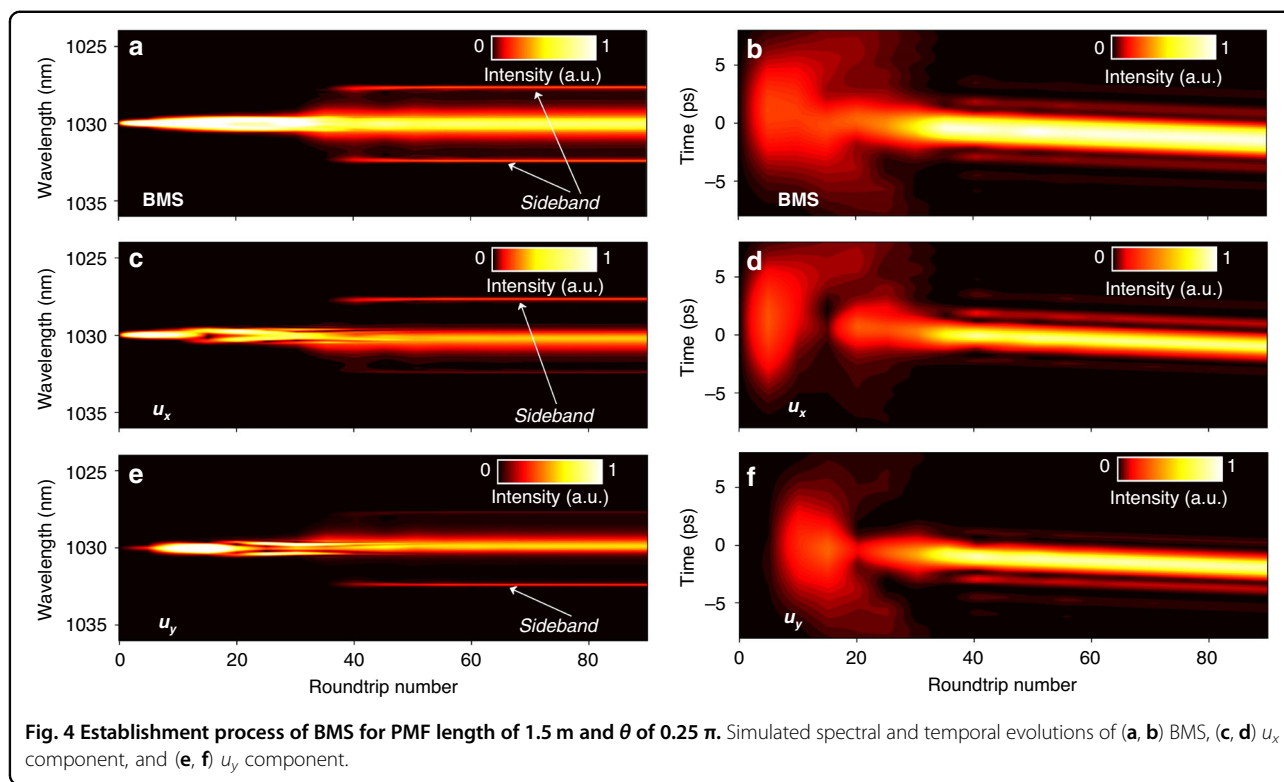 a
0 1
Intensity (a.u.)
1025
1030
1035
Wavelength (nm)
BMS
Sideband
b
0 1
Intensity (a.u.)
5
0
−5
Time (ps)
BMS
c
0 1
Intensity (a.u.)
1025
1030
1036
Wavelength (nm)
u_x
Sideband
d
0 1
Intensity (a.u.)
5
0
−5
Time (ps)
u_x
e
0 1
Intensity (a.u.)
1025
1030
1036
Wavelength (nm)
u_y
Sideband
0 20 40 60 80
Roundtrip number
f
0 1
Intensity (a.u.)
5
0
−5
Time (ps)
u_y
0 20 40 60 80
Roundtrip number
Fig. 4 Establishment process of BMS for PMF length of 1.5 m and θ of 0.25 π. Simulated spectral and temporal evolutions of (a, b) BMS, (c, d) u_x
component, and (e, f) u_y component.